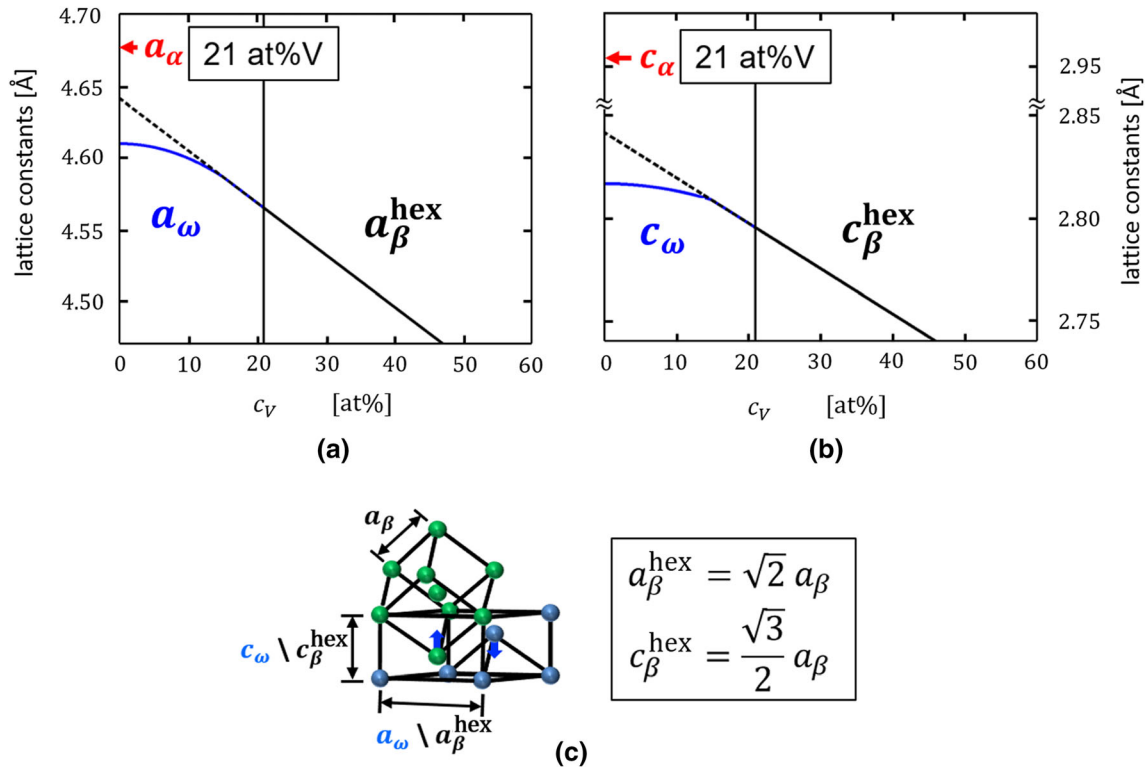 4.70
4.65
4.60
4.55
4.50
lattice constants [Å]
a_α
21 at%V
a_ω
a_β^hex
0 10 20 30 40 50 60
c_V [at%]
(a)
c_α
21 at%V
c_ω
c_β^hex
2.95
2.85
2.80
2.75
lattice constants [Å]
0 10 20 30 40 50 60
c_V [at%]
(b)
a_β
c_ω \ c_β^hex
a_ω \ a_β^hex
(c)
a_β^hex = √2 a_β
c_β^hex = √3/2 a_β